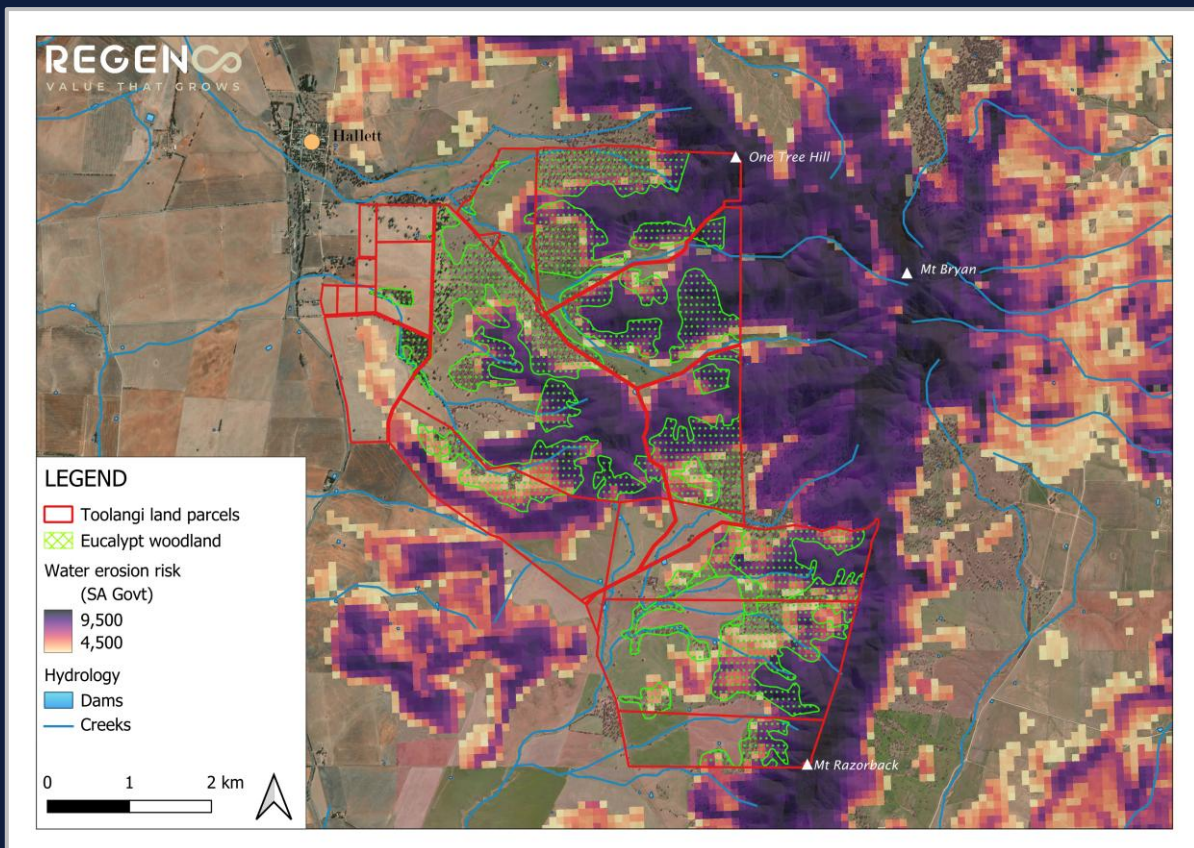 REGENCO
VALUE THAT GROWS
Hallett
One Tree Hill
Mt Bryan
LEGEND
Toolangi land parcels
Eucalypt woodland
Water erosion risk
(SA Govt)
9,500
4,500
Hydrology
Dams
Creeks
0 1 2 km
Mt Razorback